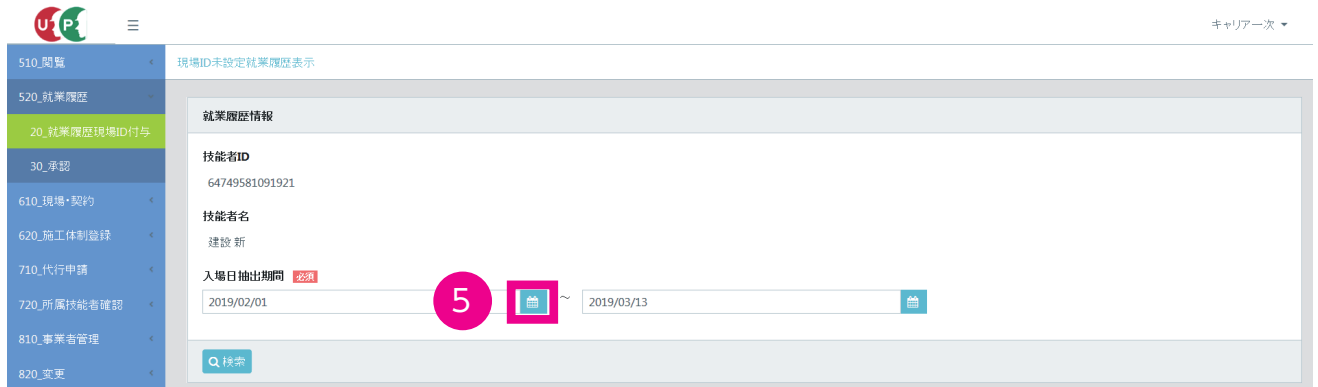 UP
キャリア一次
510_閲覧
520_就業履歴
20_就業履歴現場ID付与
30_承認
610_現場・契約
620_施工体制登録
710_代行申請
720_所属技能者確認
810_事業者管理
820_変更
現場ID未設定就業履歴表示
就業履歴情報
技能者ID
64749581091921
技能者名
建設 新
入場日抽出期間 必須
2019/02/01 5 ~ 2019/03/13
検索